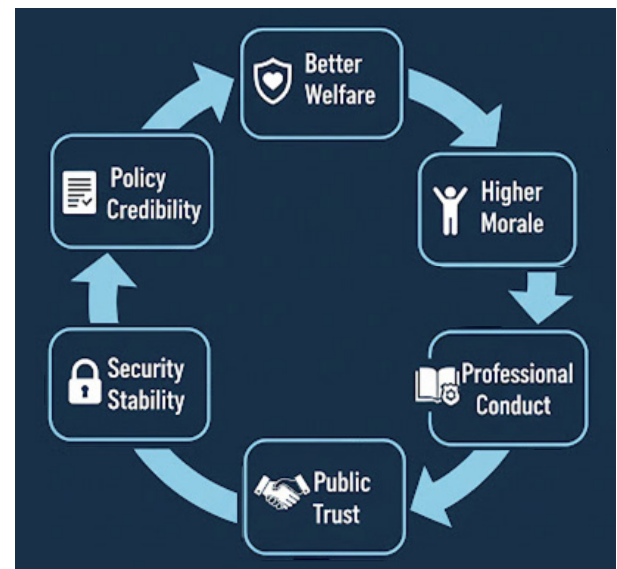 Better
Welfare
Higher
Morale
Professional
Conduct
Public
Trust
Security
Stability
Policy
Credibility